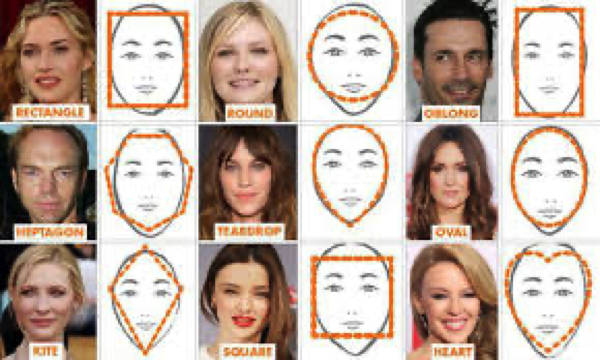 RECTANGLE
ROUND
OBLONG
HEPTAGON
TEARDROP
OVAL
KITE
SQUARE
HEART